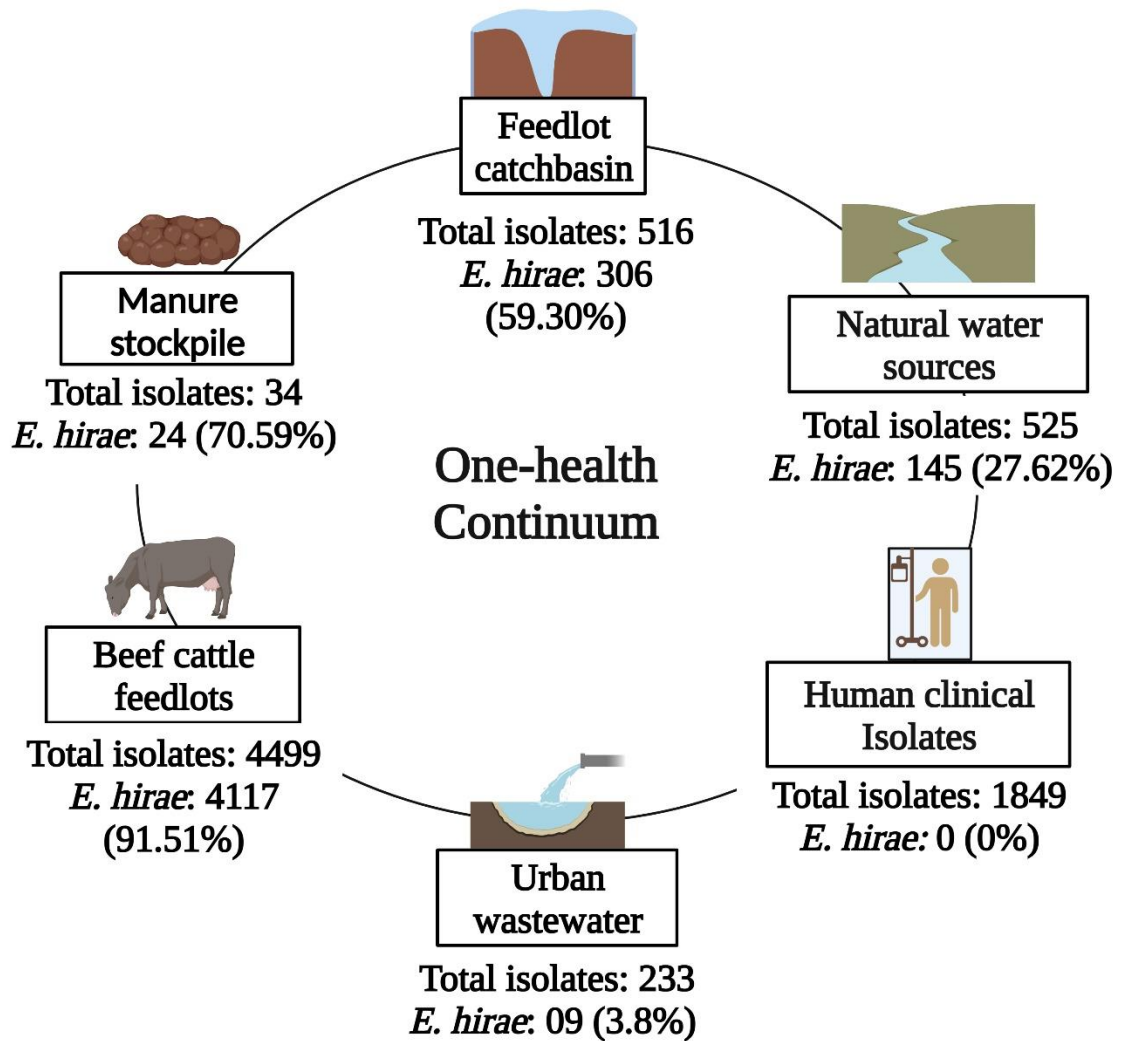 Feedlot
catchbasin
Total isolates: 516
E. hirae: 306
(59.30%)
Natural water
sources
Total isolates: 525
E. hirae: 145 (27.62%)
Human clinical
Isolates
Total isolates: 1849
E. hirae: 0 (0%)
Urban
wastewater
Total isolates: 233
E. hirae: 09 (3.8%)
Beef cattle
feedlots
Total isolates: 4499
E. hirae: 4117
(91.51%)
Manure
stockpile
Total isolates: 34
E. hirae: 24 (70.59%)
One-health
Continuum